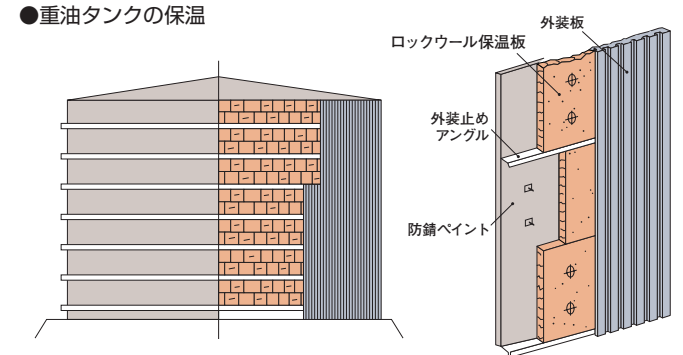 ●重油タンクの保温
外装板
ロックウール保温板
外装止め
アングル
防錆ペイント